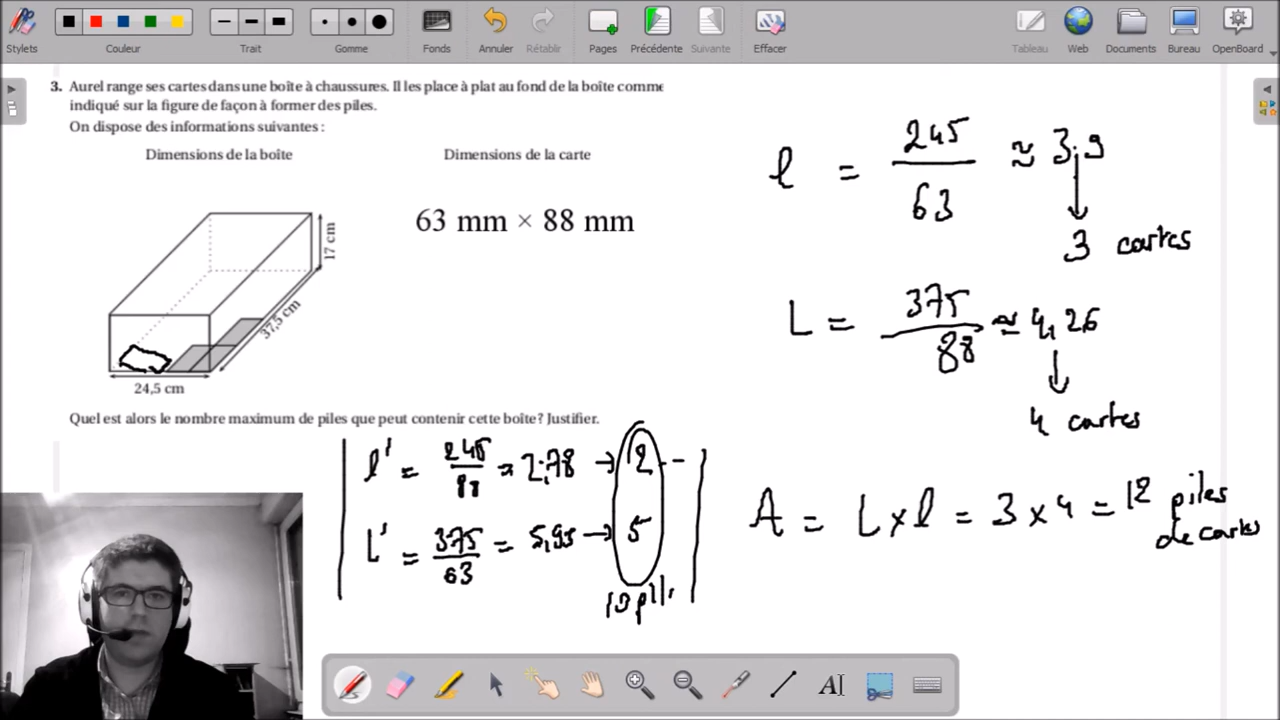 Stylets
Couleur
Trait
Gomme
Fonds
Annuler
Rétablir
Pages
Précédente
Suivante
Effacer
Tableau
Web
Documents
Bureau
OpenBoard
3. Aurel range ses cartes dans une boîte à chaussures. Il les place à plat au fond de la boîte comme
indiqué sur la figure de façon à former des piles.
On dispose des informations suivantes :
Dimensions de la boîte
Dimensions de la carte
63 mm × 88 mm
17 cm
37,5 cm
24,5 cm
Quel est alors le nombre maximum de piles que peut contenir cette boîte ? Justifier.
l = 245/63 ≈ 3,9
3 cartes
L = 375/88 ≈ 4,26
4 cartes
l' = 245/88 = 2,78 → 2
L' = 375/63 = 5,95 → 5
A = L × l = 3 × 4 = 12 piles
de cartes
AI